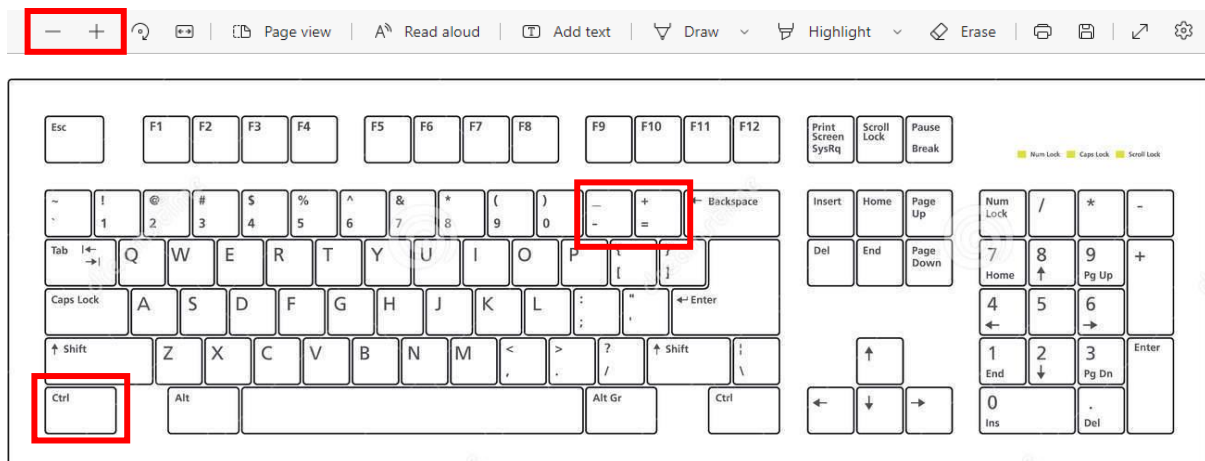 — + Page view A Read aloud T Add text Draw Highlight Erase
Esc F1 F2 F3 F4 F5 F6 F7 F8 F9 F10 F11 F12 Print Screen SysRq Scroll Lock Pause Break
Num Lock Caps Lock Scroll Lock
~ ` ! 1 @ 2 # 3 $ 4 % 5 ^ 6 & 7 * 8 ( 9 ) 0 _ - + = ← Backspace Insert Home Page Up Num Lock / * -
Tab Q W E R T Y U I O P { [ } ] Del End Page Down 7 Home 8 ↑ 9 Pg Up +
Caps Lock A S D F G H J K L : ; " ' ↵ Enter 4 ← 5 6 →
↑ Shift Z X C V B N M < , > . ? / ↑ Shift ¦ \ ↑ 1 End 2 ↓ 3 Pg Dn Enter
Ctrl Alt Alt Gr Ctrl ← ↓ → 0 Ins . Del